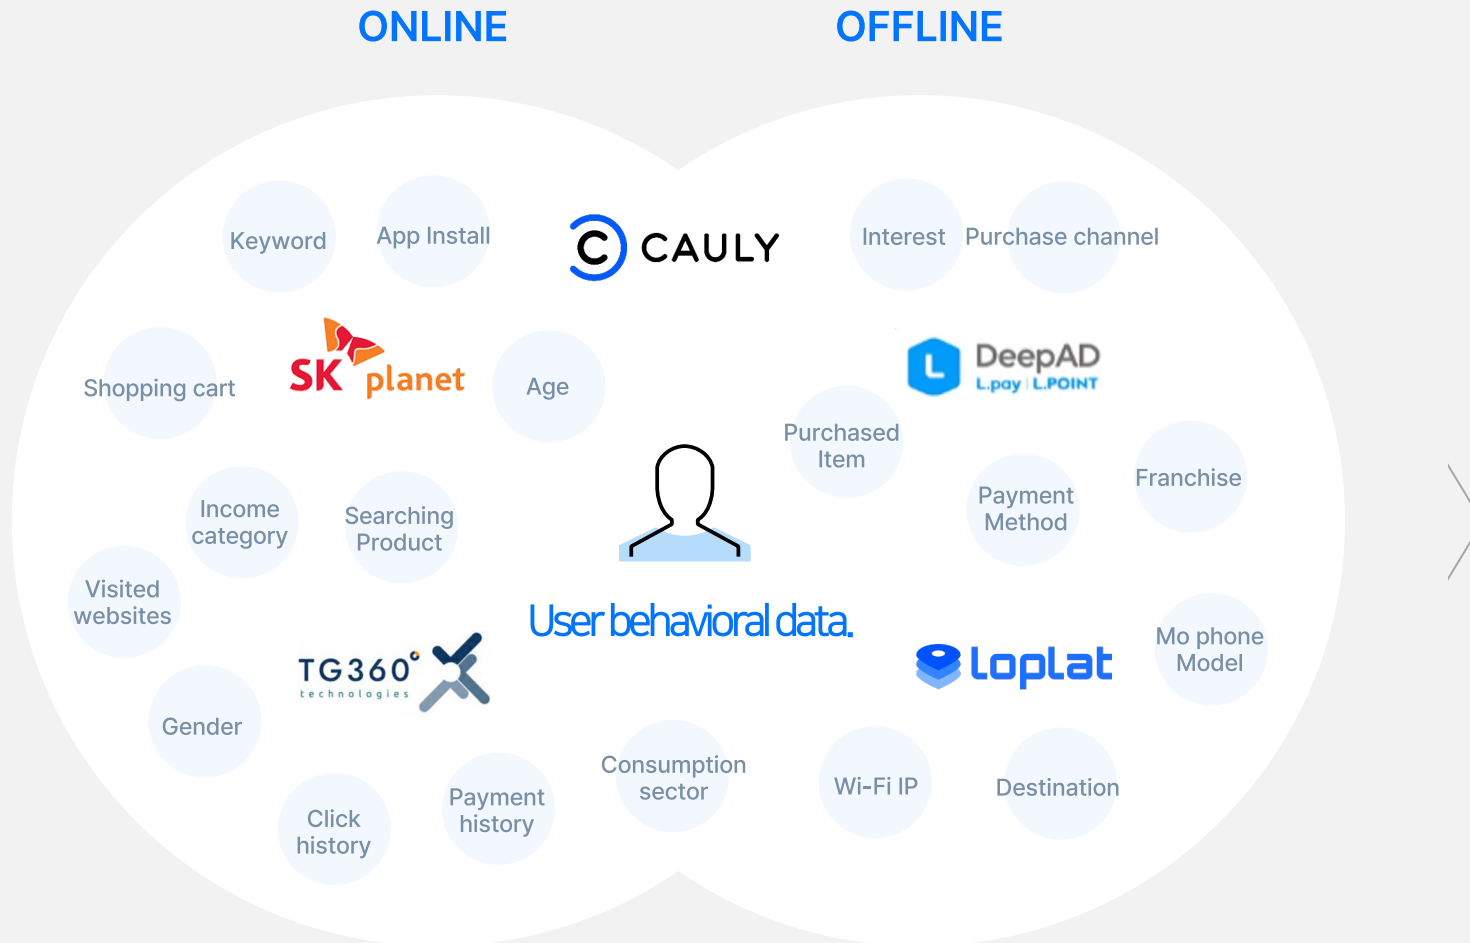 ONLINE
OFFLINE
Keyword
App Install
C CAULY
Interest
Purchase channel
Shopping cart
SK planet
Age
L DeepAD
L.pay | L.POINT
Purchased
Item
Payment
Method
Franchise
Income
category
Searching
Product
Visited
websites
User behavioral data.
TG360°
technologies
loplat
Mo phone
Model
Gender
Click
history
Payment
history
Consumption
sector
Wi-Fi IP
Destination